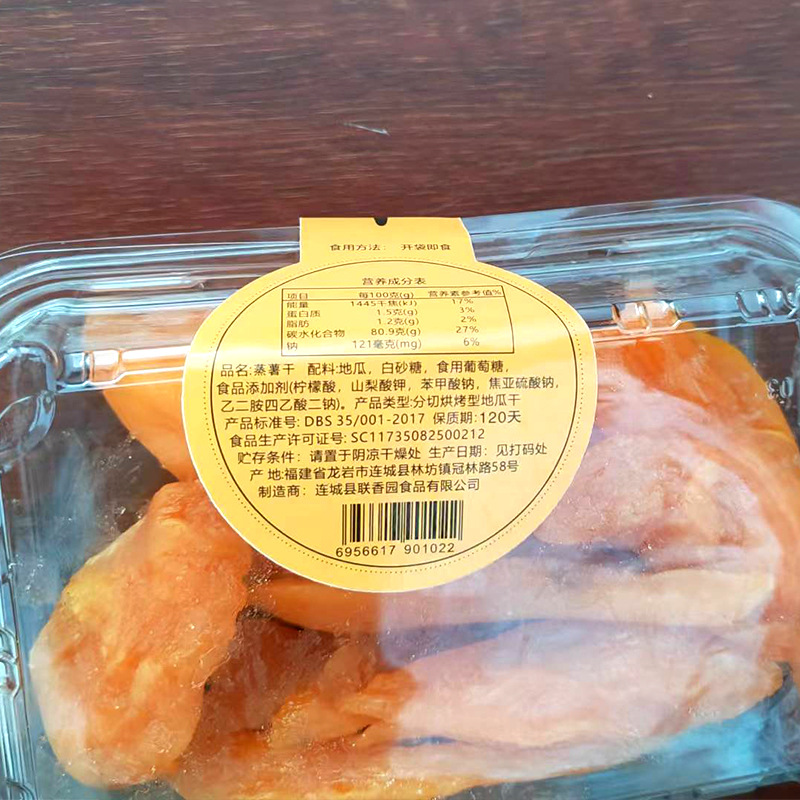 食用方法： 开袋即食
营养成分表
项目 每100克(g) 营养素参考值%
能量 1445千焦(kJ) 17%
蛋白质 1.5克(g) 3%
脂肪 1.2克(g) 2%
碳水化合物 80.9克(g) 27%
钠 121毫克(mg) 6%
品名:蒸薯干 配料:地瓜，白砂糖，食用葡萄糖，
食品添加剂(柠檬酸，山梨酸钾，苯甲酸钠，焦亚硫酸钠，
乙二胺四乙酸二钠)。产品类型:分切烘烤型地瓜干
产品标准号: DBS 35/001-2017 保质期: 120天
食品生产许可证号: SC11735082500212
贮存条件： 请置于阴凉干燥处 生产日期：见打码处
产 地:福建省龙岩市连城县林坊镇冠林路58号
制造商： 连城县联香园食品有限公司
6956617 901022